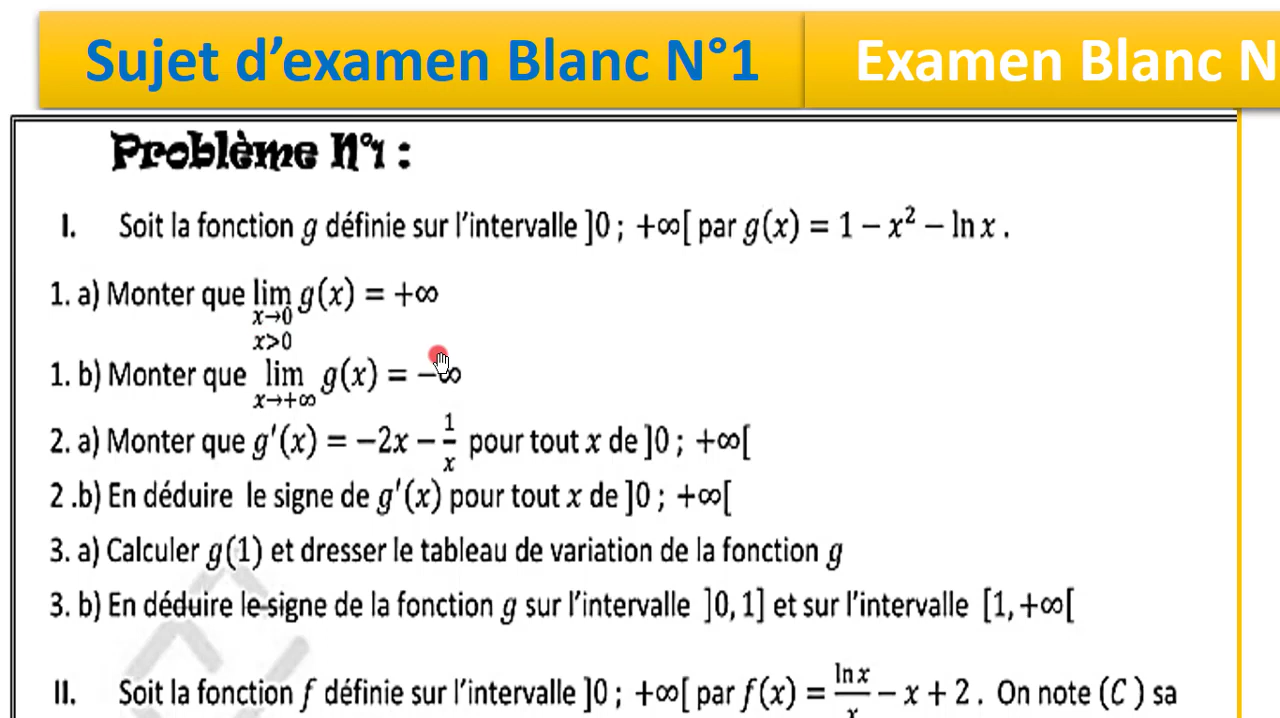 Sujet d’examen Blanc N°1
Examen Blanc N
Problème N°1 :
I. Soit la fonction g définie sur l’intervalle ]0 ; +∞[ par g(x) = 1 − x² − ln x .
1. a) Monter que lim g(x) = +∞
x→0
x>0
1. b) Monter que lim g(x) = −∞
x→+∞
2. a) Monter que g′(x) = −2x − 1/x pour tout x de ]0 ; +∞[
2 .b) En déduire le signe de g′(x) pour tout x de ]0 ; +∞[
3. a) Calculer g(1) et dresser le tableau de variation de la fonction g
3. b) En déduire le signe de la fonction g sur l’intervalle ]0, 1] et sur l’intervalle [1, +∞[
II. Soit la fonction f définie sur l’intervalle ]0 ; +∞[ par f(x) = ln x/x − x + 2 . On note (C ) sa